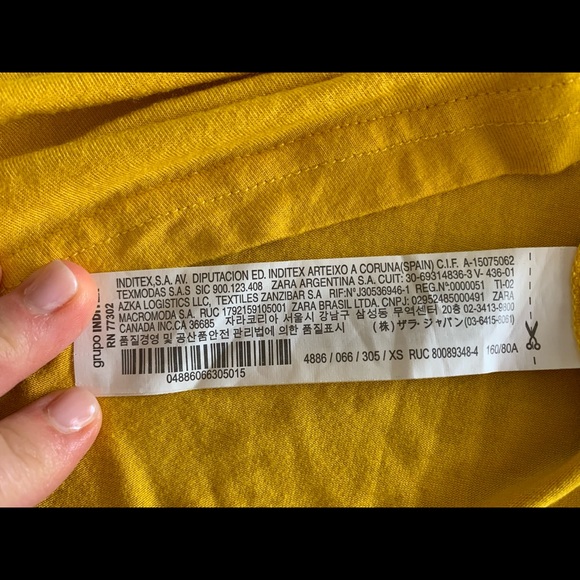 grupo INDI
RN 77302
INDITEX,S.A. AV. DIPUTACION ED. INDITEX ARTEIXO A CORUNA(SPAIN) C.I.F. A-15075062
TEXMODAS S.A.S SIC 900.123.408 ZARA ARGENTINA S.A. CUIT: 30-69314836-3 V- 436-01
AZKA LOGISTICS LLC, TEXTILES ZANZIBAR S.A RIF:Nº J30536946-1 REG.Nº:0000051 TI-02
MACROMODA S.A. RUC 1792159105001 ZARA BRASIL LTDA. CNPJ: 02952485000491 ZARA
CANADA INC.CA 36685 자라코리아 서울시 강남구 삼성동 무역센터 02-3413-9800
품질경영 및 공산품안전 관리법에 의한 품질표시 (株) ザラ・ジャパン (03-6415-8061)
4886 / 066 / 305 / XS RUC 80089348-4 160/80A
04886066305015